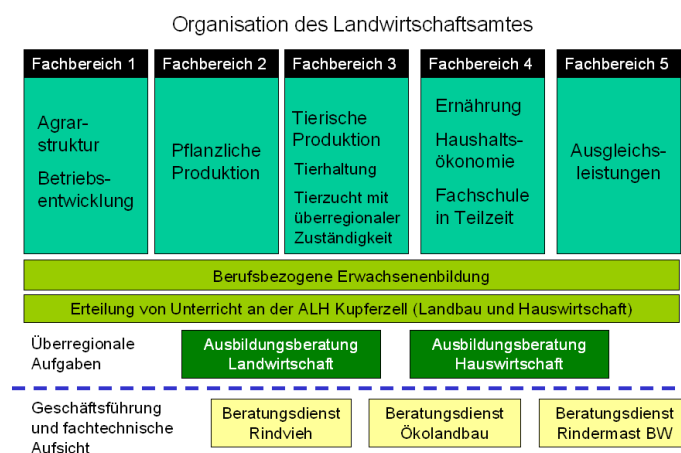 Organisation des Landwirtschaftsamtes
Fachbereich 1
Agrar-
struktur
Betriebs-
entwicklung
Fachbereich 2
Pflanzliche
Produktion
Fachbereich 3
Tierische
Produktion
Tierhaltung
Tierzucht mit
überregionaler
Zuständigkeit
Fachbereich 4
Ernährung
Haushalts-
ökonomie
Fachschule
in Teilzeit
Fachbereich 5
Ausgleichs-
leistungen
Berufsbezogene Erwachsenenbildung
Erteilung von Unterricht an der ALH Kupferzell (Landbau und Hauswirtschaft)
Überregionale
Aufgaben
Ausbildungsberatung
Landwirtschaft
Ausbildungsberatung
Hauswirtschaft
Geschäftsführung
und fachtechnische
Aufsicht
Beratungsdienst
Rindvieh
Beratungsdienst
Ökolandbau
Beratungsdienst
Rindermast BW